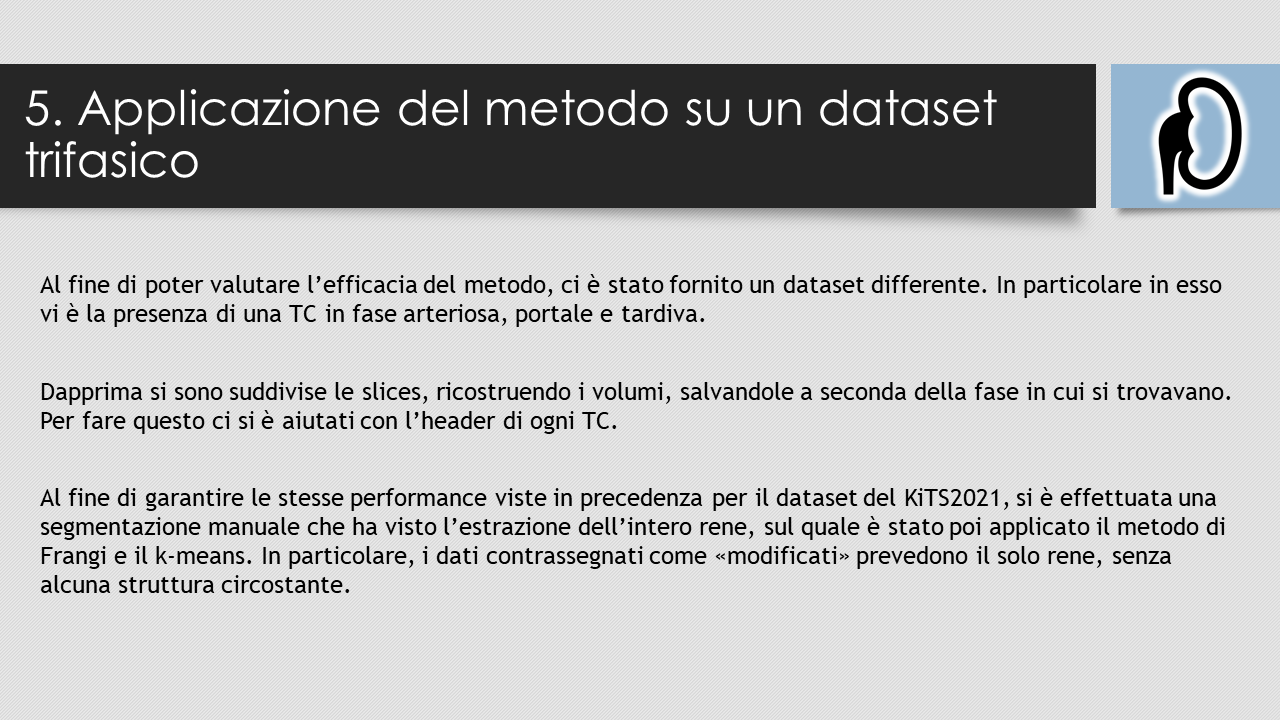 5. Applicazione del metodo su un dataset
trifasico
Al fine di poter valutare l’efficacia del metodo, ci è stato fornito un dataset differente. In particolare in esso
vi è la presenza di una TC in fase arteriosa, portale e tardiva.
Dapprima si sono suddivise le slices, ricostruendo i volumi, salvandole a seconda della fase in cui si trovavano.
Per fare questo ci si è aiutati con l’header di ogni TC.
Al fine di garantire le stesse performance viste in precedenza per il dataset del KiTS2021, si è effettuata una
segmentazione manuale che ha visto l’estrazione dell’intero rene, sul quale è stato poi applicato il metodo di
Frangi e il k-means. In particolare, i dati contrassegnati come «modificati» prevedono il solo rene, senza
alcuna struttura circostante.